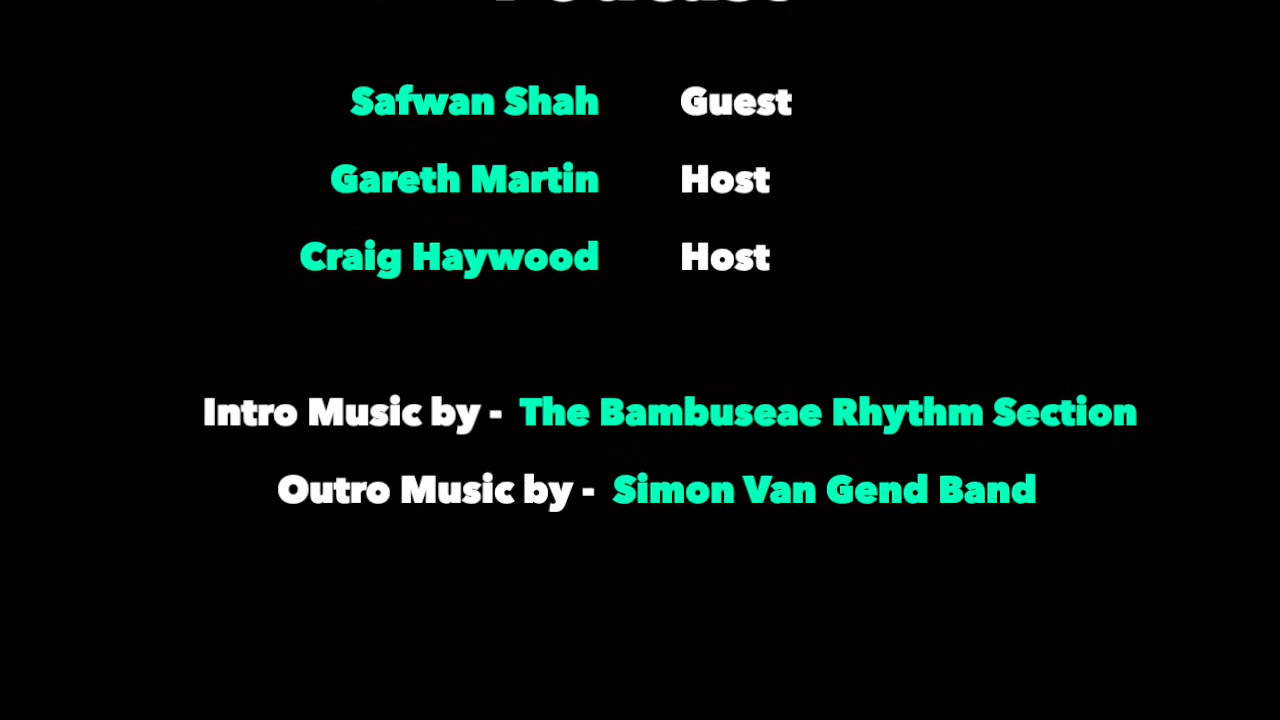 Safwan Shah Guest
Gareth Martin Host
Craig Haywood Host
Intro Music by - The Bambuseae Rhythm Section
Outro Music by - Simon Van Gend Band